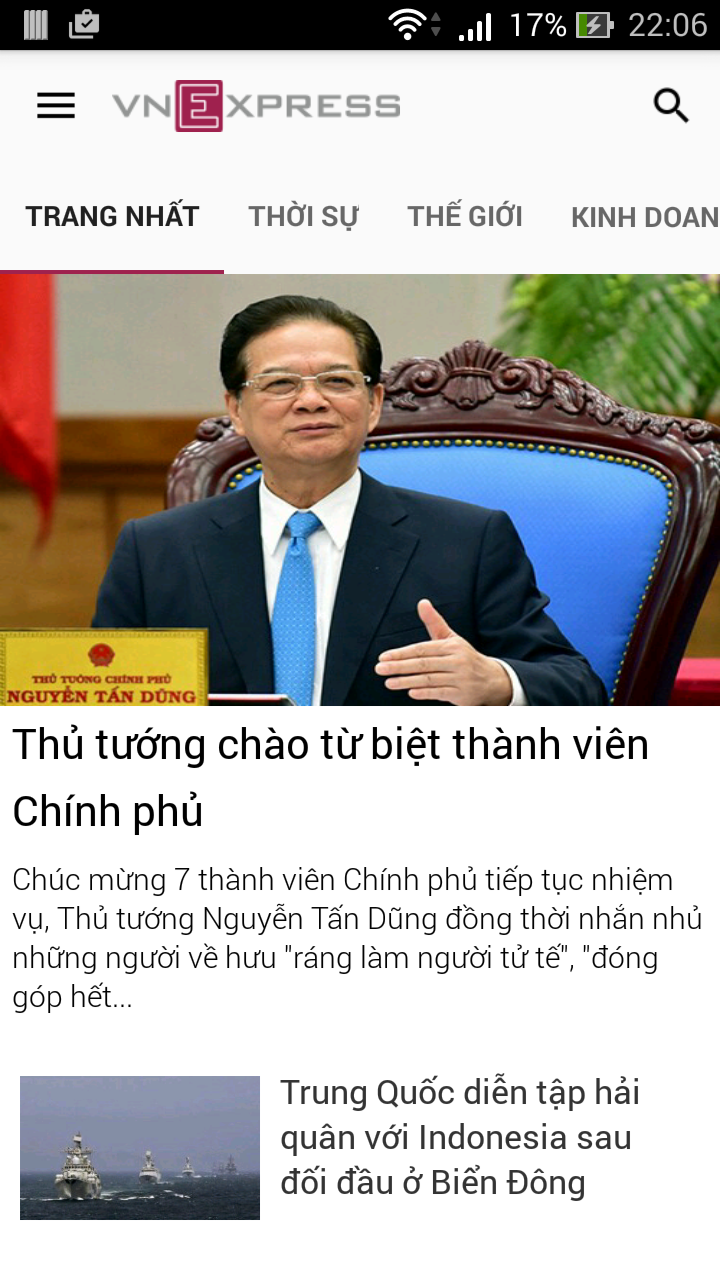 17% 22:06
VNEXPRESS
TRANG NHẤT THỜI SỰ THẾ GIỚI KINH DOAN
THỦ TƯỚNG CHÍNH PHỦ
NGUYỄN TẤN DŨNG
Thủ tướng chào từ biệt thành viên
Chính phủ
Chúc mừng 7 thành viên Chính phủ tiếp tục nhiệm
vụ, Thủ tướng Nguyễn Tấn Dũng đồng thời nhắn nhủ
những người về hưu "ráng làm người tử tế", "đóng
góp hết...
Trung Quốc diễn tập hải
quân với Indonesia sau
đối đầu ở Biển Đông